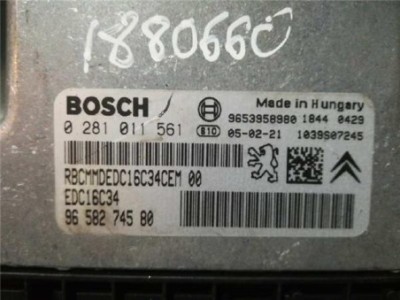 188066C
BOSCH
Made in Hungary
9653958980 1844 0429
0 281 011 561
610 05-02-21 1039S07245
RBCMMDEDC16C34CEM 00
EDC16C34
96 582 745 80